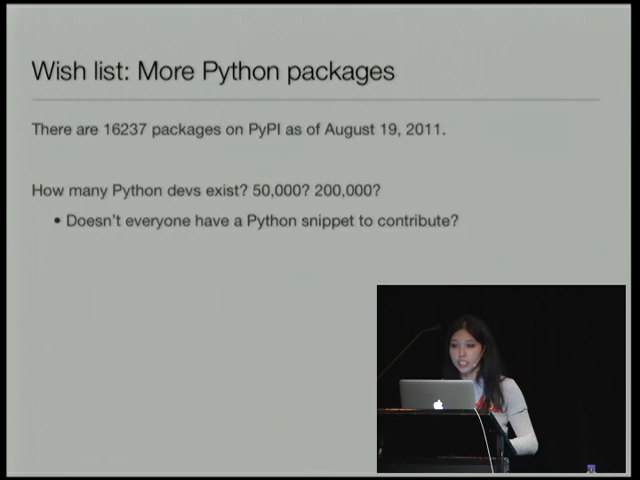 Wish list: More Python packages
There are 16237 packages on PyPI as of August 19, 2011.
How many Python devs exist? 50,000? 200,000?
• Doesn't everyone have a Python snippet to contribute?